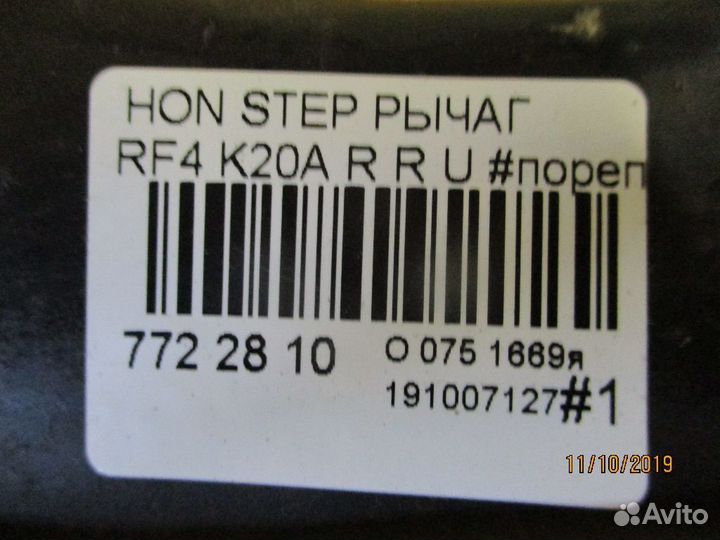 HON STEP РЫЧАГ
RF4 K20A R R U #пореп
772 28 10
О 075 1669я
191007127#1
11/10/2019
Avito